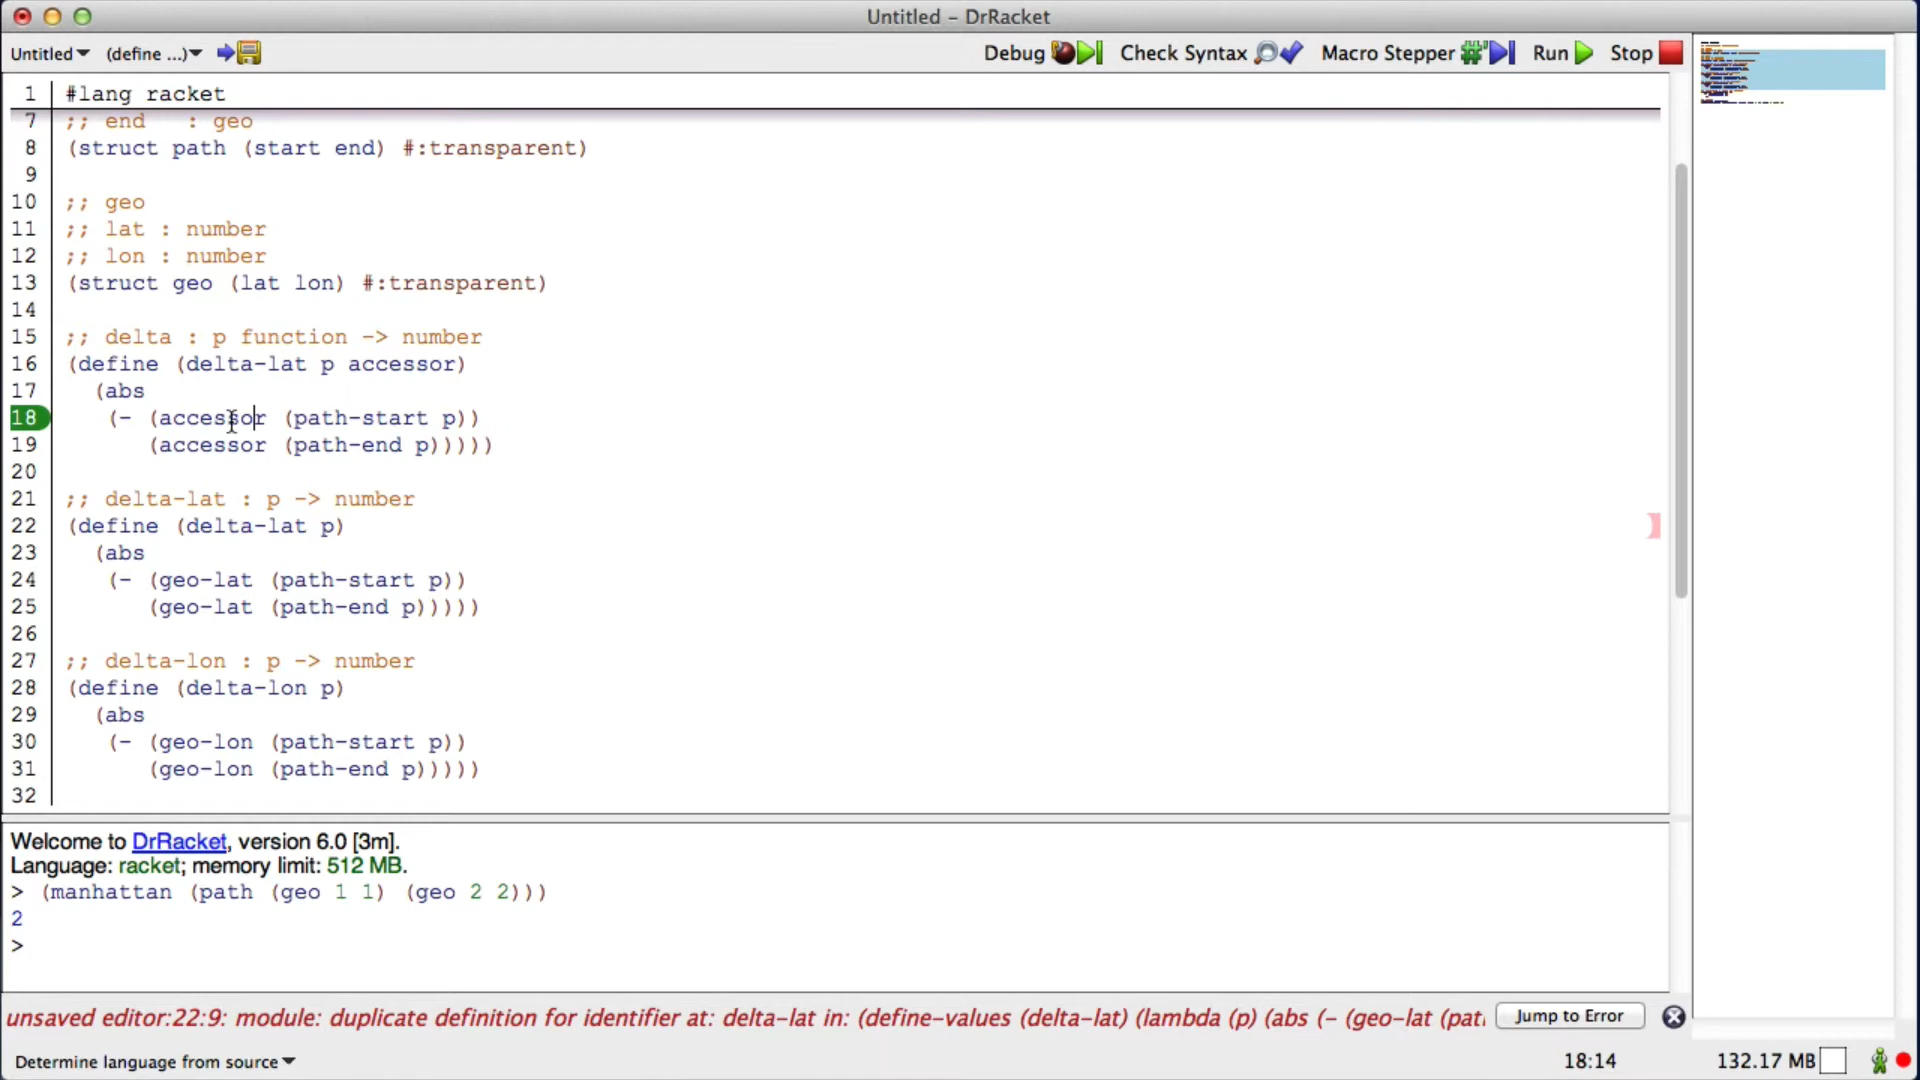 Untitled - DrRacket
Untitled (define ...) Debug Check Syntax Macro Stepper Run Stop
1 #lang racket
7 ;; end   : geo
8 (struct path (start end) #:transparent)
9
10 ;; geo
11 ;; lat : number
12 ;; lon : number
13 (struct geo (lat lon) #:transparent)
14
15 ;; delta : p function -> number
16 (define (delta-lat p accessor)
17   (abs
18    (- (accessor (path-start p))
19       (accessor (path-end p)))))
20
21 ;; delta-lat : p -> number
22 (define (delta-lat p)
23   (abs
24    (- (geo-lat (path-start p))
25       (geo-lat (path-end p)))))
26
27 ;; delta-lon : p -> number
28 (define (delta-lon p)
29   (abs
30    (- (geo-lon (path-start p))
31       (geo-lon (path-end p)))))
32
Welcome to DrRacket, version 6.0 [3m].
Language: racket; memory limit: 512 MB.
> (manhattan (path (geo 1 1) (geo 2 2)))
2
>
unsaved editor:22:9: module: duplicate definition for identifier at: delta-lat in: (define-values (delta-lat) (lambda (p) (abs (- (geo-lat (pat Jump to Error
Determine language from source 18:14 132.17 MB